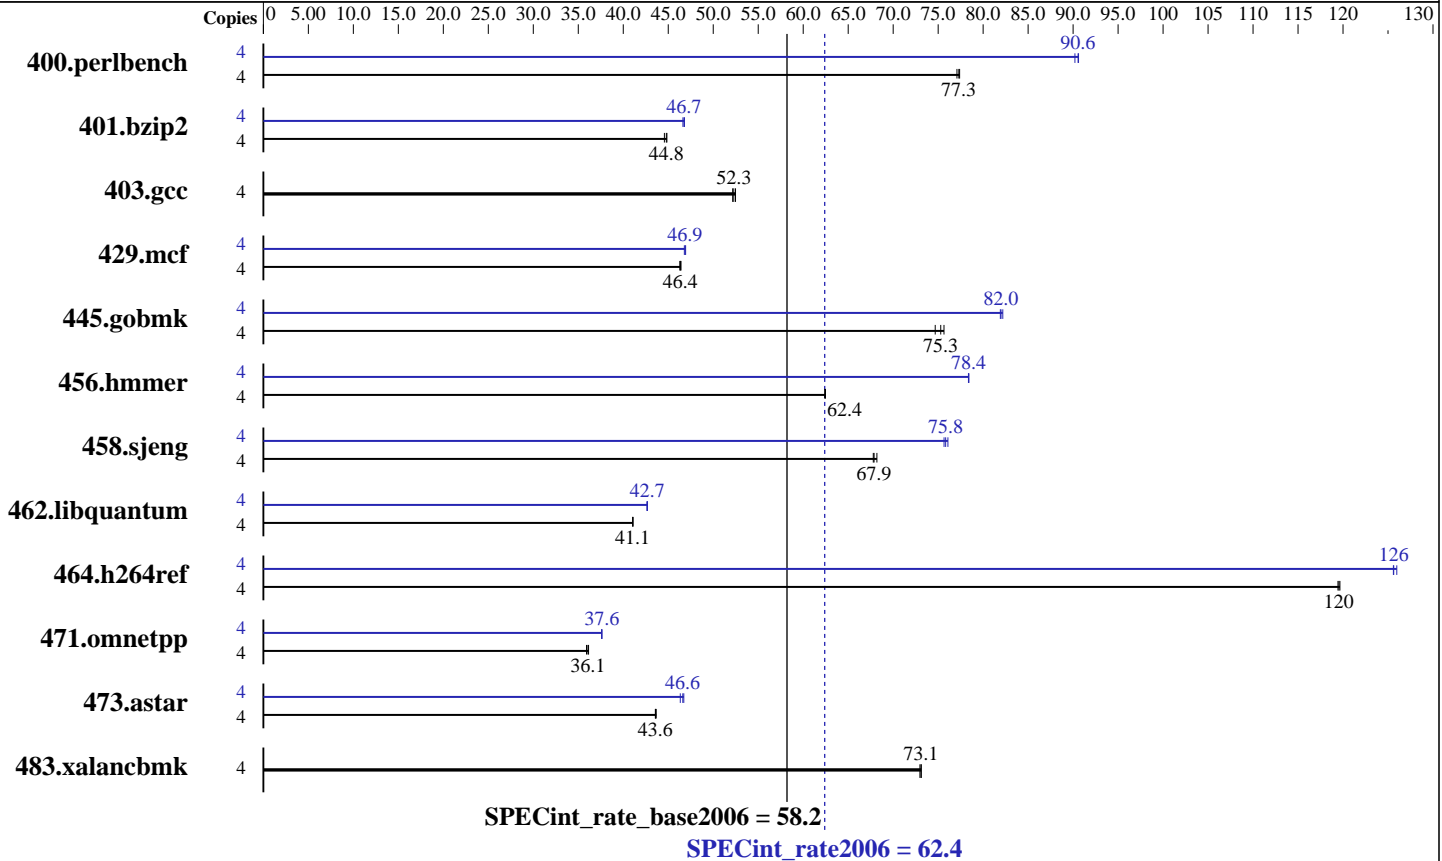 Copies 0 5.00 10.0 15.0 20.0 25.0 30.0 35.0 40.0 45.0 50.0 55.0 60.0 65.0 70.0 75.0 80.0 85.0 90.0 95.0 100 105 110 115 120 130
400.perlbench 4 90.6
4 77.3
401.bzip2 4 46.7
4 44.8
403.gcc 4 52.3
429.mcf 4 46.9
4 46.4
445.gobmk 4 82.0
4 75.3
456.hmmer 4 78.4
4 62.4
458.sjeng 4 75.8
4 67.9
462.libquantum 4 42.7
4 41.1
464.h264ref 4 126
4 120
471.omnetpp 4 37.6
4 36.1
473.astar 4 46.6
4 43.6
483.xalancbmk 4 73.1
SPECint_rate_base2006 = 58.2
SPECint_rate2006 = 62.4